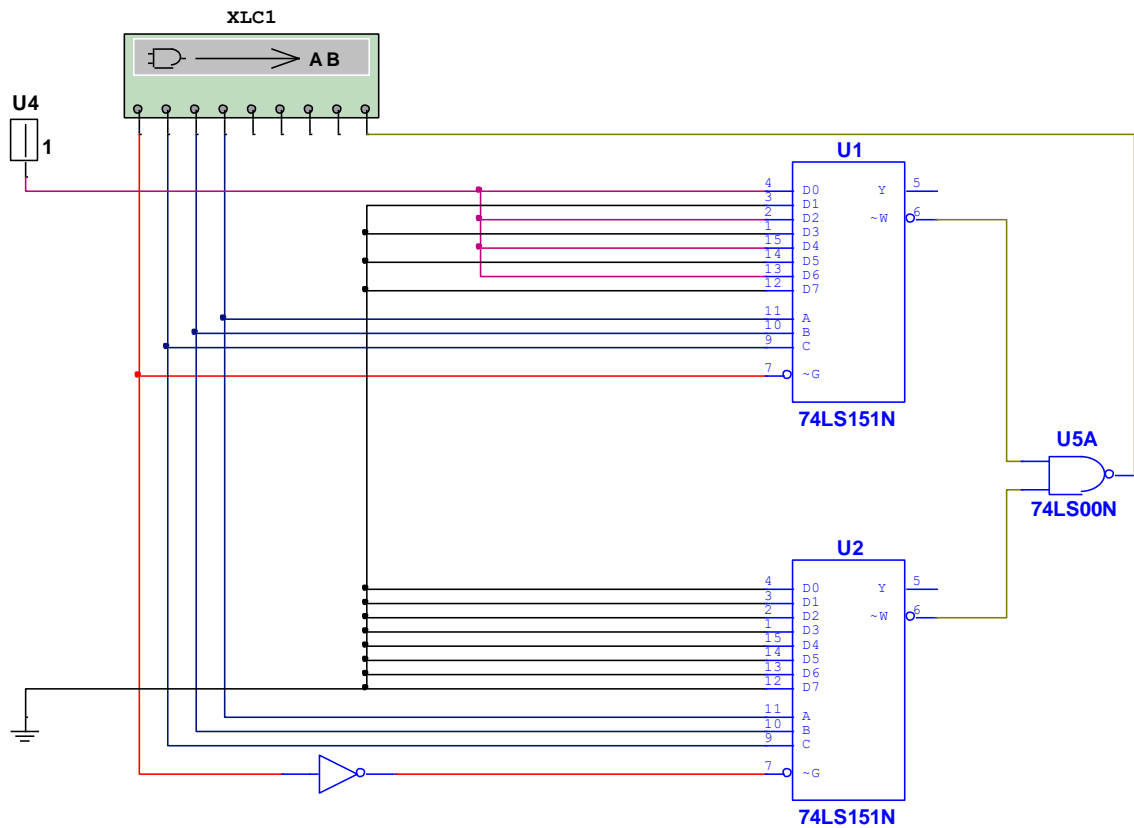 XLC1
A B
U4
1
U1
4 D0 Y 5
3 D1
2 D2 ~W 6
1 D3
15 D4
14 D5
13 D6
12 D7
11 A
10 B
9 C
7 ~G
74LS151N
U5A
74LS00N
U2
4 D0 Y 5
3 D1
2 D2 ~W 6
1 D3
15 D4
14 D5
13 D6
12 D7
11 A
10 B
9 C
7 ~G
74LS151N